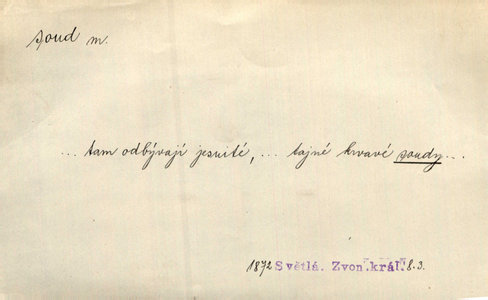 soud m.
... tam odbývají jesuité, ... tajné krvavé soudy...
1872 Světlá. Zvon. král. 8.3.